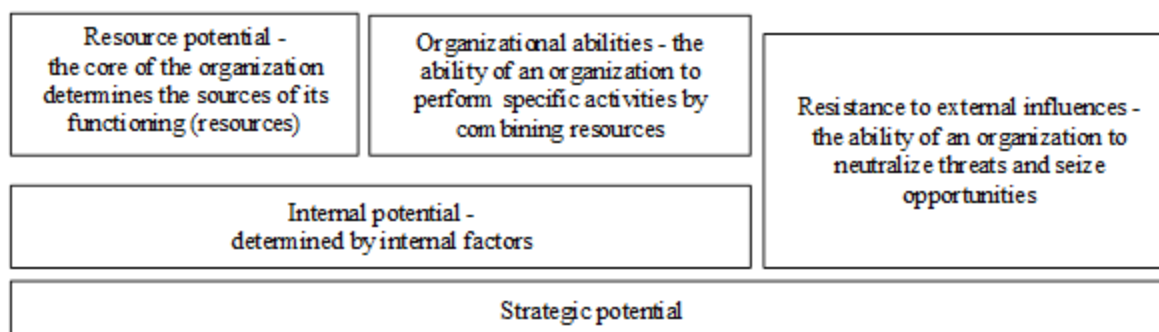 Resource potential -
the core of the organization
determines the sources of its
functioning (resources)
Organizational abilities - the
ability of an organization to
perform specific activities by
combining resources
Resistance to external influences -
the ability of an organization to
neutralize threats and seize
opportunities
Internal potential -
determined by internal factors
Strategic potential